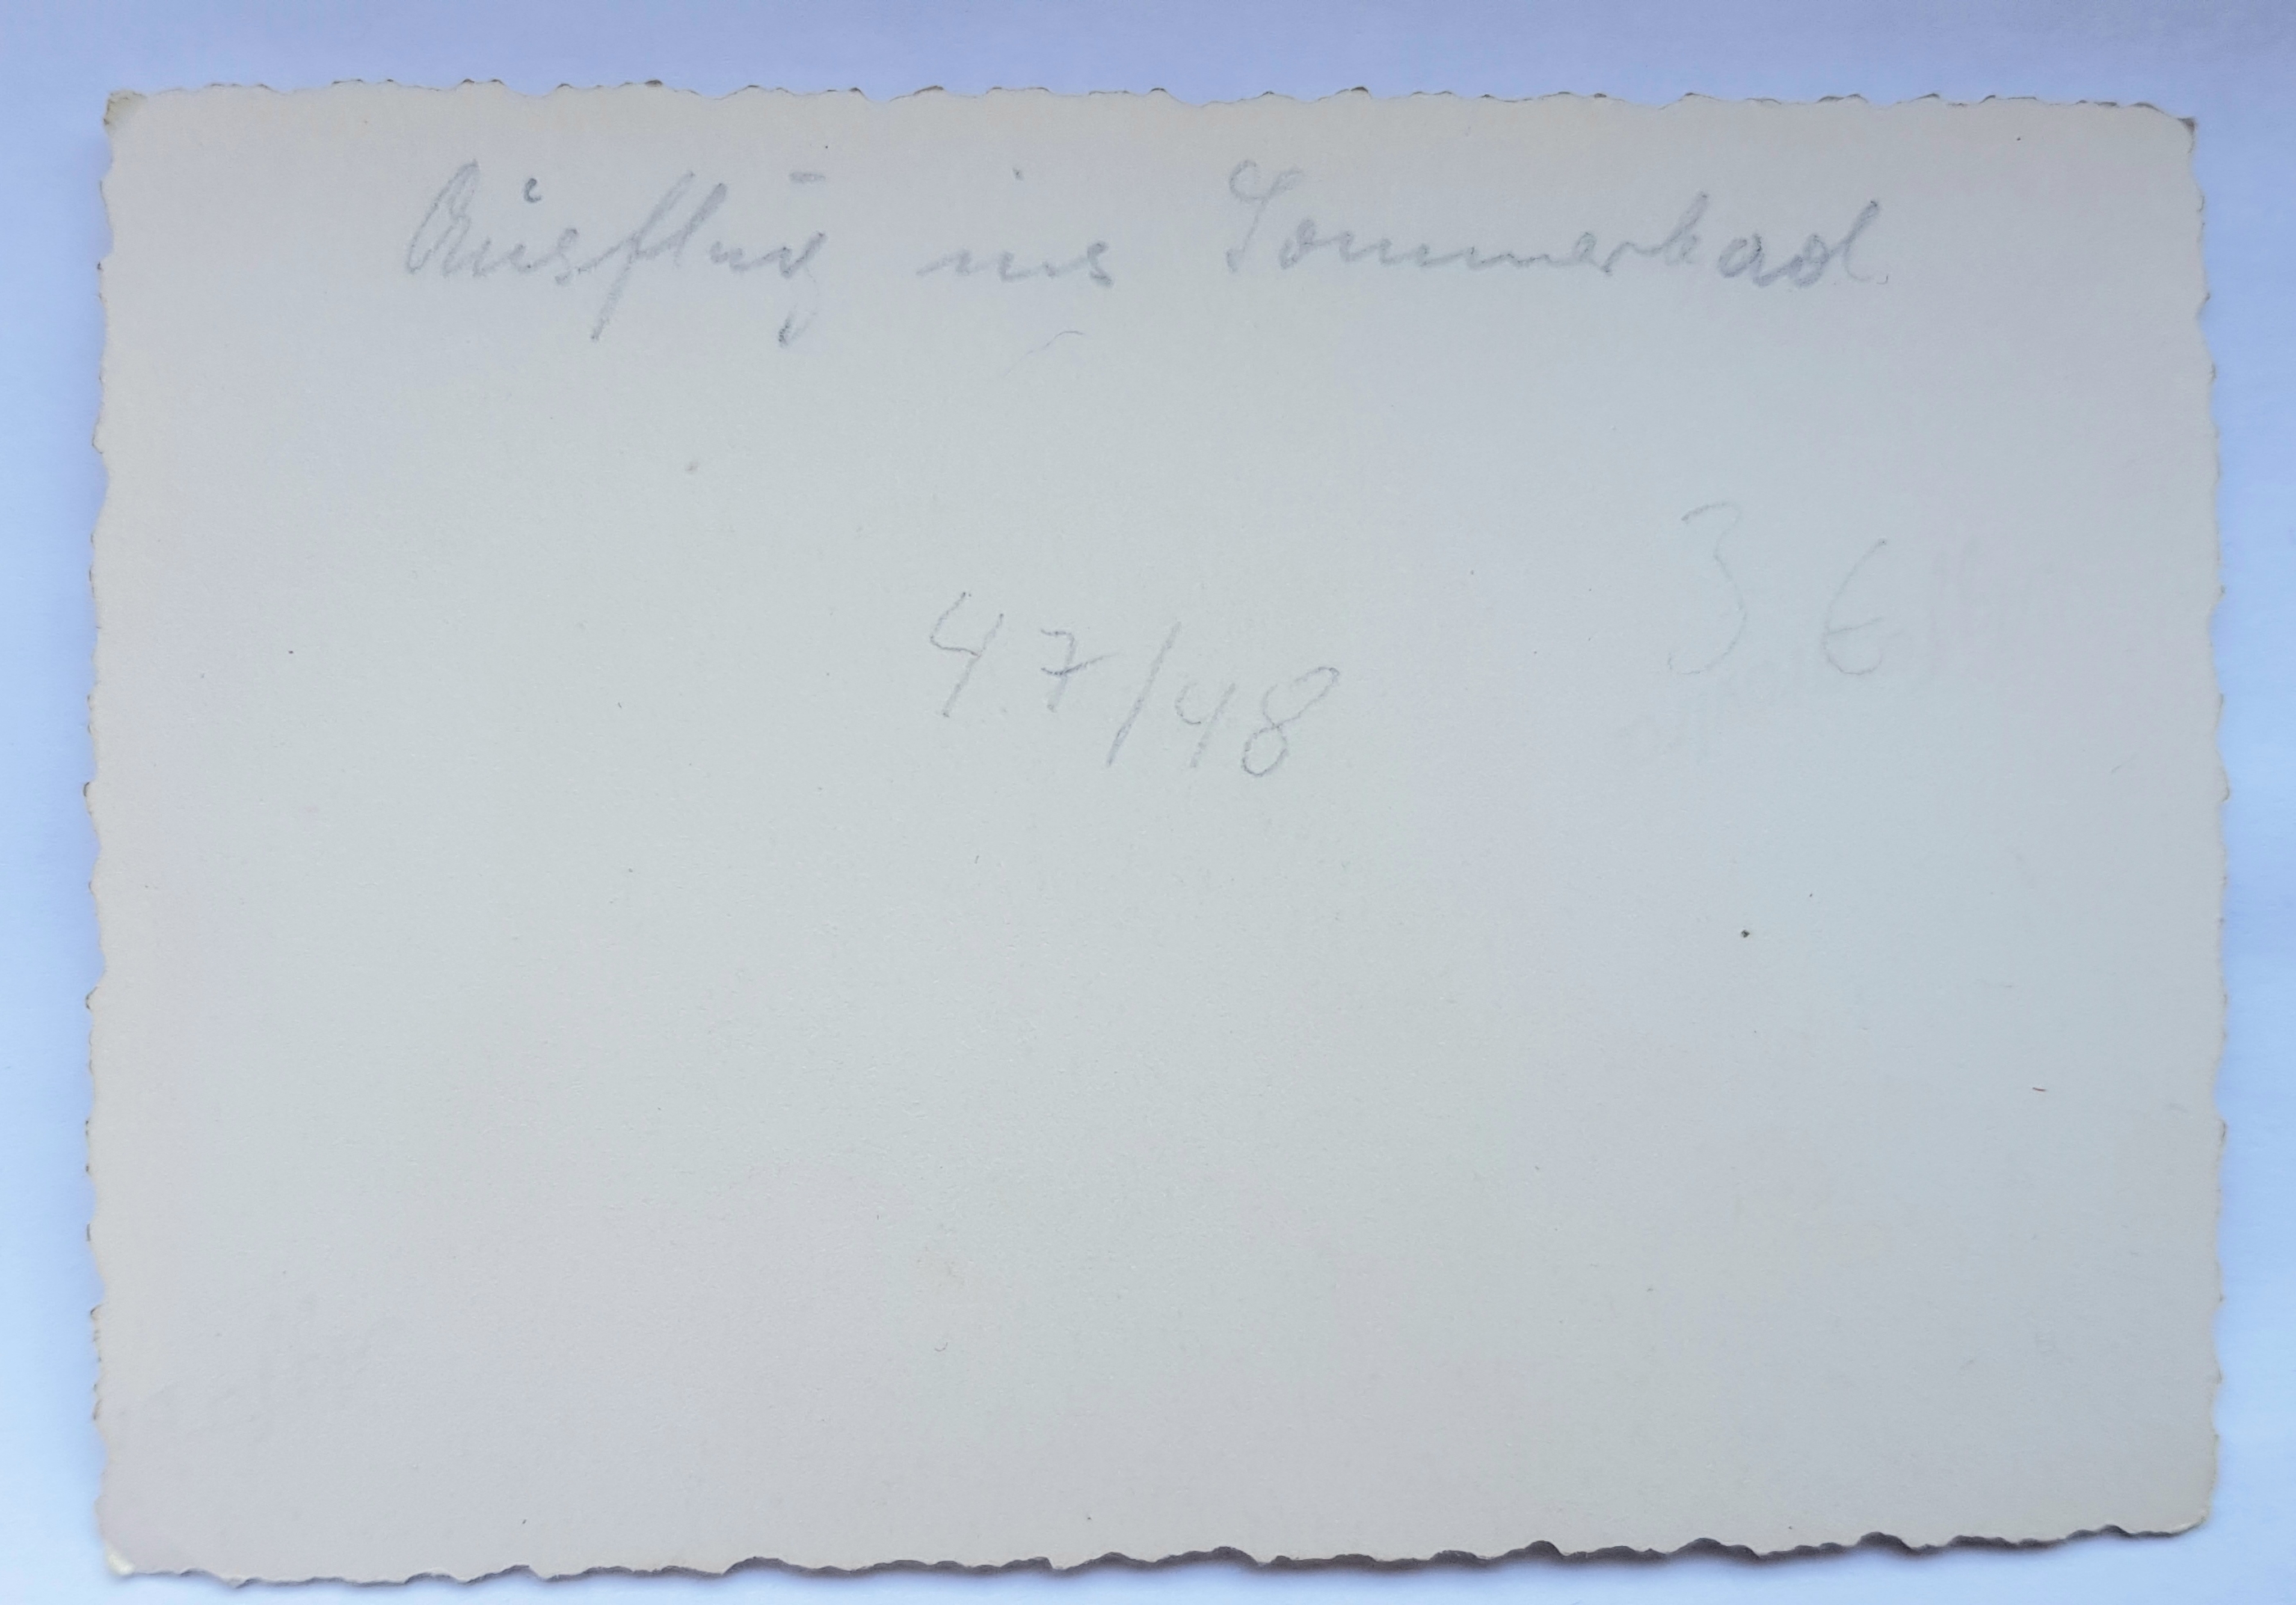 Ausflug ins Sommerbad
3 €
47/48